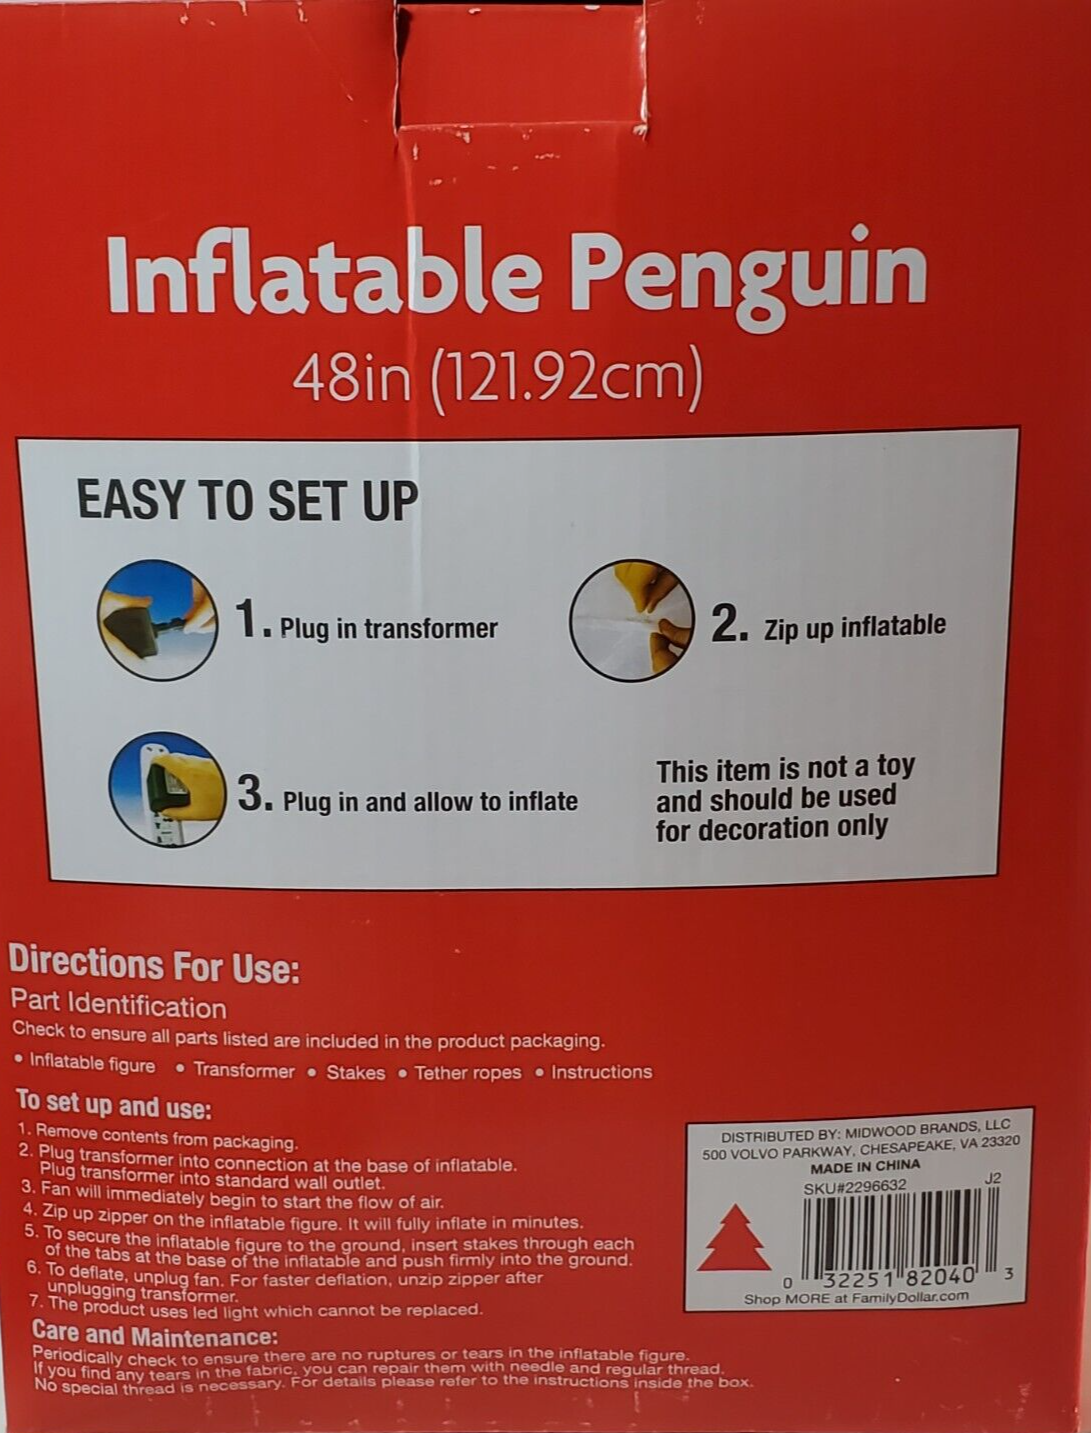 Inflatable Penguin
48in (121.92cm)
EASY TO SET UP
1. Plug in transformer
2. Zip up inflatable
3. Plug in and allow to inflate
This item is not a toy
and should be used
for decoration only
Directions For Use:
Part Identification
Check to ensure all parts listed are included in the product packaging.
• Inflatable figure • Transformer • Stakes • Tether ropes • Instructions
To set up and use:
1. Remove contents from packaging.
2. Plug transformer into connection at the base of inflatable.
Plug transformer into standard wall outlet.
3. Fan will immediately begin to start the flow of air.
4. Zip up zipper on the inflatable figure. It will fully inflate in minutes.
5. To secure the inflatable figure to the ground, insert stakes through each
of the tabs at the base of the inflatable and push firmly into the ground.
6. To deflate, unplug fan. For faster deflation, unzip zipper after
unplugging transformer.
7. The product uses led light which cannot be replaced.
Care and Maintenance:
Periodically check to ensure there are no ruptures or tears in the inflatable figure.
If you find any tears in the fabric, you can repair them with needle and regular thread.
No special thread is necessary. For details please refer to the instructions inside the box.
DISTRIBUTED BY: MIDWOOD BRANDS, LLC
500 VOLVO PARKWAY, CHESAPEAKE, VA 23320
MADE IN CHINA
SKU#2296632 J2
0 32251 82040 3
Shop MORE at FamilyDollar.com